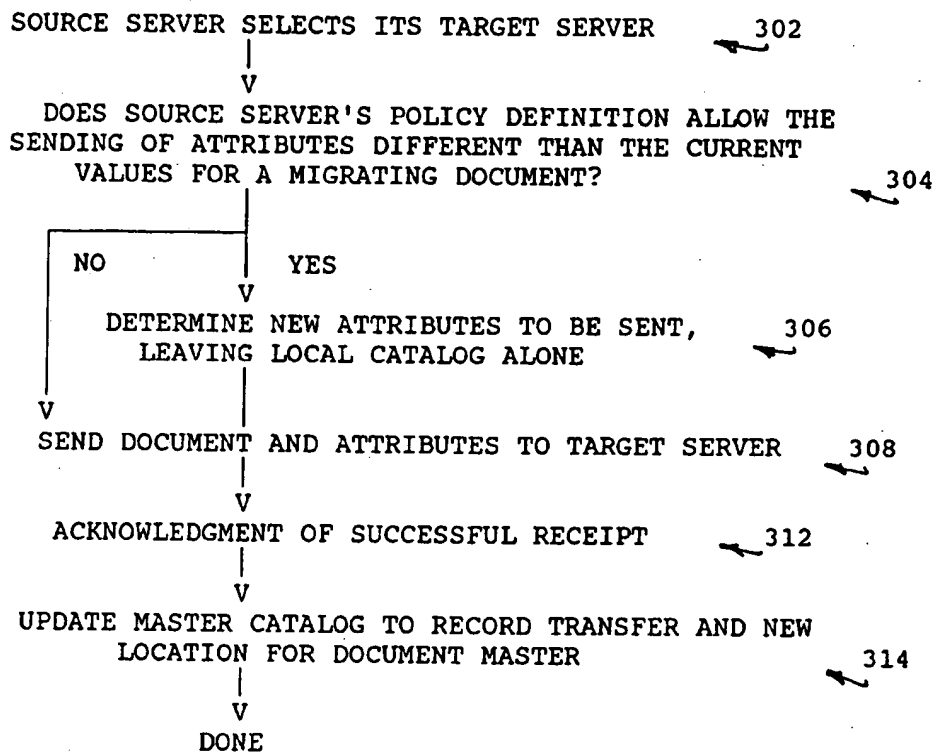 SOURCE SERVER SELECTS ITS TARGET SERVER 302
V
DOES SOURCE SERVER'S POLICY DEFINITION ALLOW THE
SENDING OF ATTRIBUTES DIFFERENT THAN THE CURRENT
VALUES FOR A MIGRATING DOCUMENT? 304
NO YES
V
DETERMINE NEW ATTRIBUTES TO BE SENT, 306
LEAVING LOCAL CATALOG ALONE
V
SEND DOCUMENT AND ATTRIBUTES TO TARGET SERVER 308
V
ACKNOWLEDGMENT OF SUCCESSFUL RECEIPT 312
V
UPDATE MASTER CATALOG TO RECORD TRANSFER AND NEW
LOCATION FOR DOCUMENT MASTER 314
V
DONE